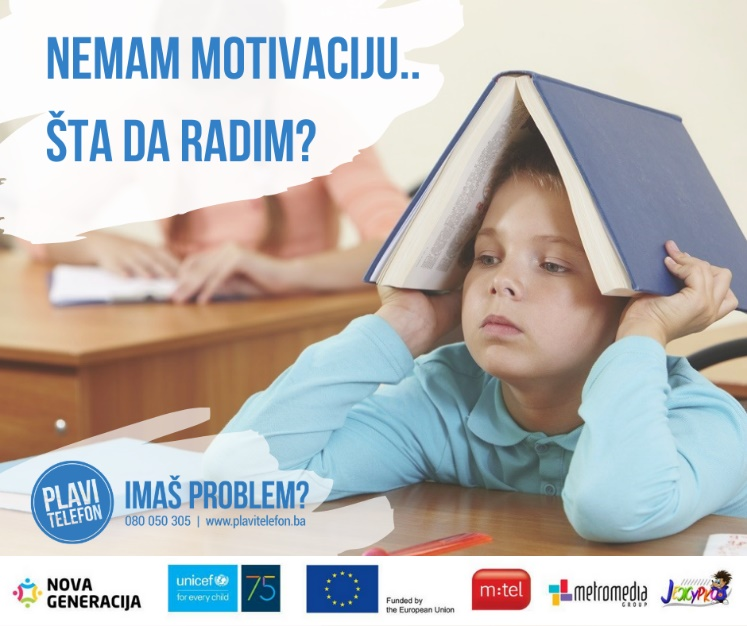 NEMAM MOTIVACIJU..
ŠTA DA RADIM?
PLAVI
TELEFON
IMAŠ PROBLEM?
080 050 305 | www.plavitelefon.ba
NOVA
GENERACIJA
unicef
for every child
75
Funded by
the European Union
m:tel
metromedia
GROUP